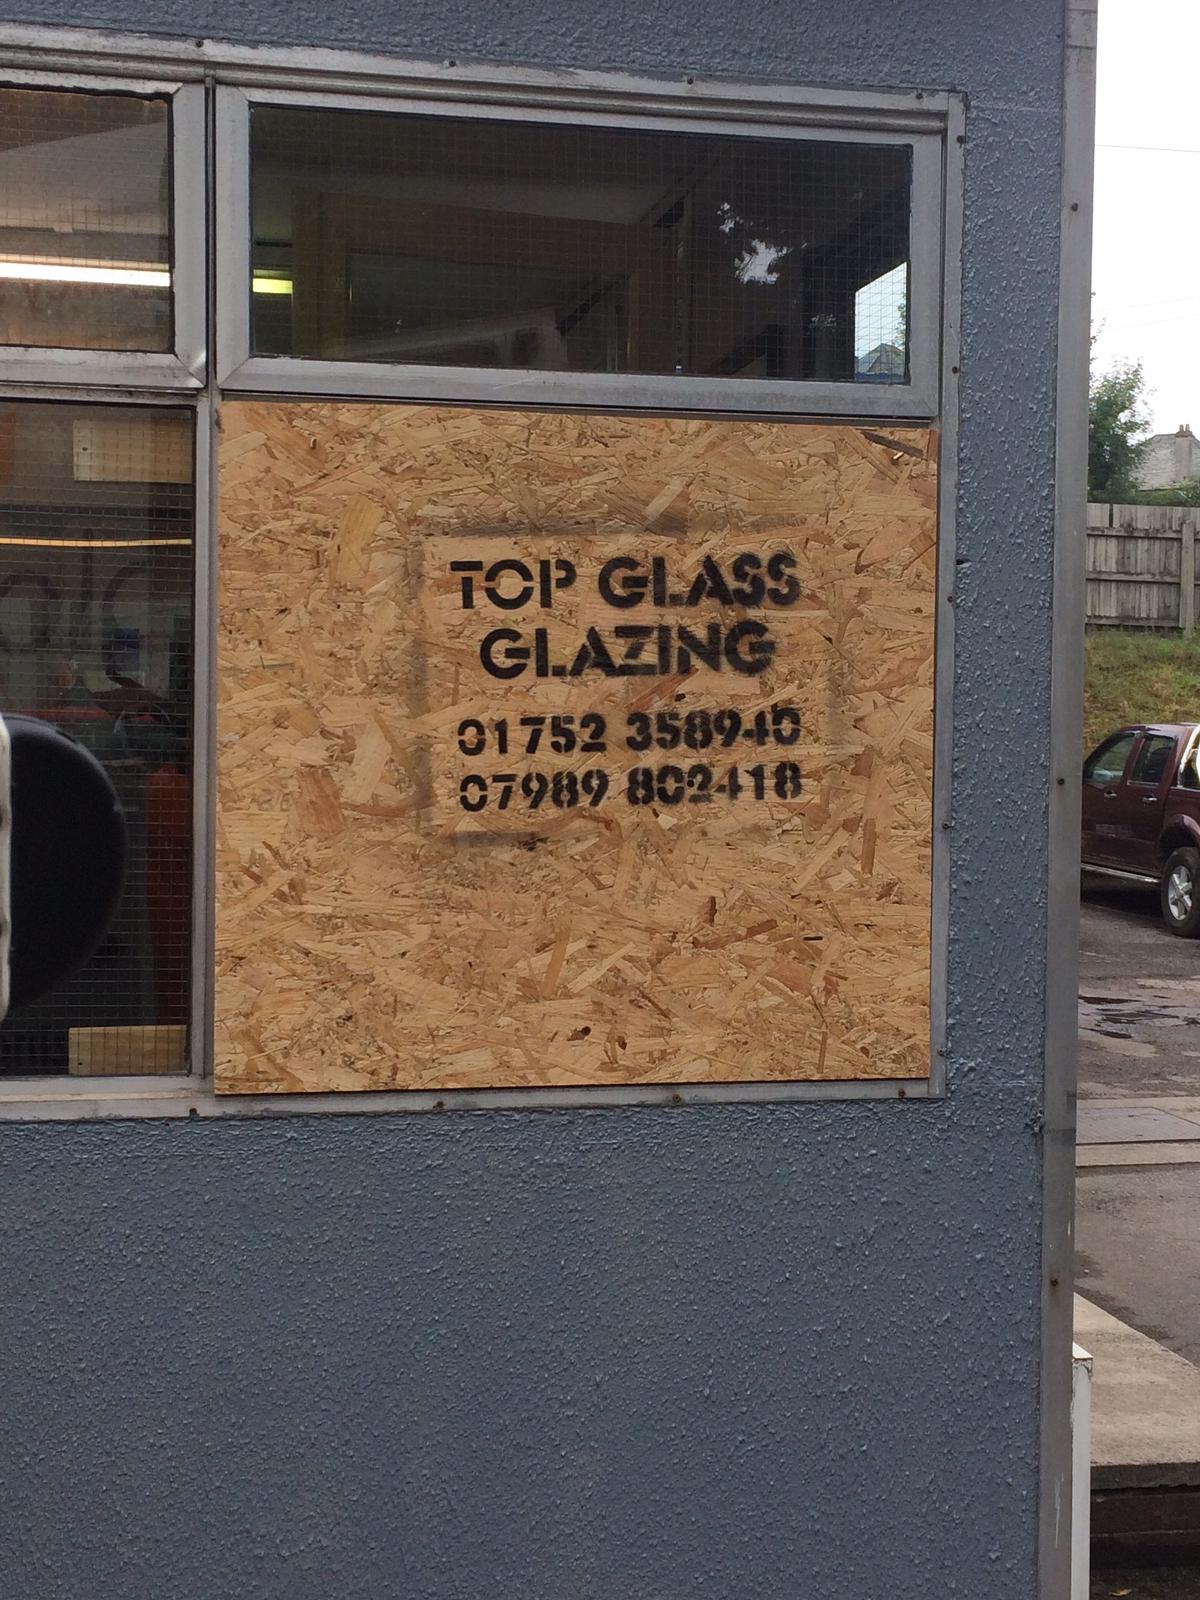 TOP GLASS
GLAZING
01752 358940
07989 802418